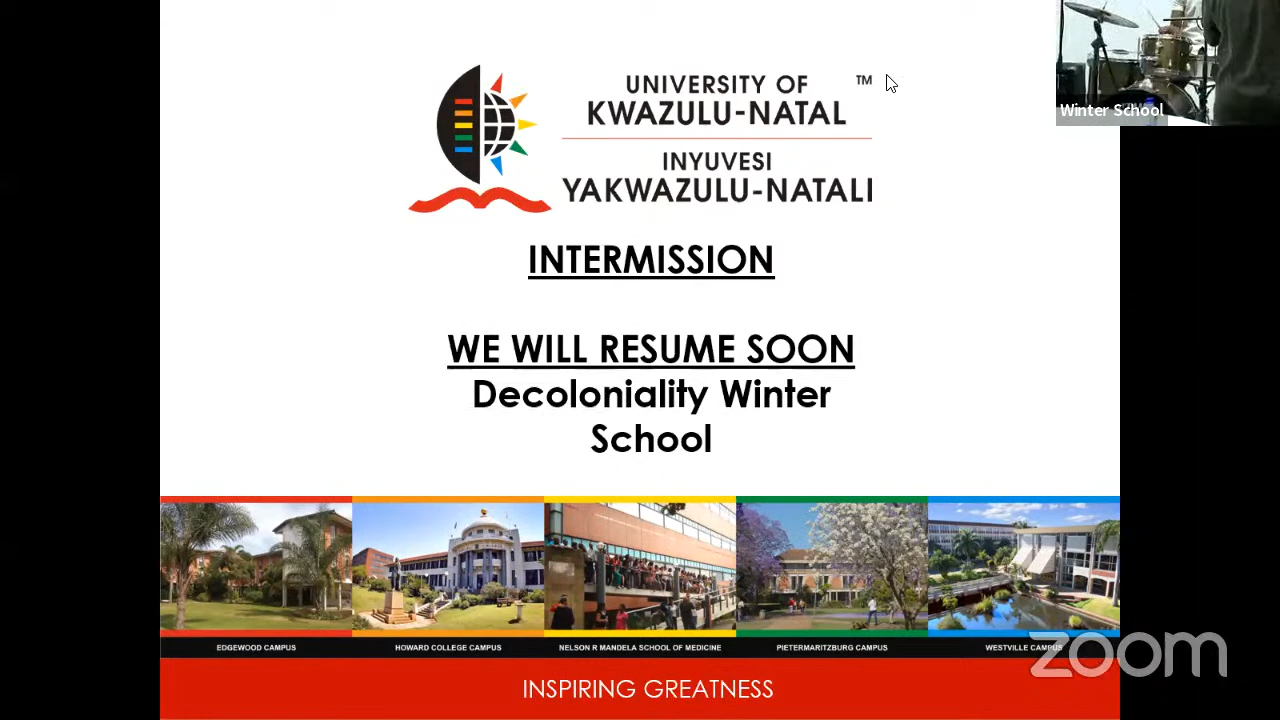 UNIVERSITY OF ™
KWAZULU-NATAL
INYUVESI
YAKWAZULU-NATALI
Winter School
INTERMISSION
WE WILL RESUME SOON
Decoloniality Winter
School
EDGEWOOD CAMPUS
HOWARD COLLEGE CAMPUS
NELSON R MANDELA SCHOOL OF MEDICINE
PIETERMARITZBURG CAMPUS
WESTVILLE CAMPUS
zoom
INSPIRING GREATNESS